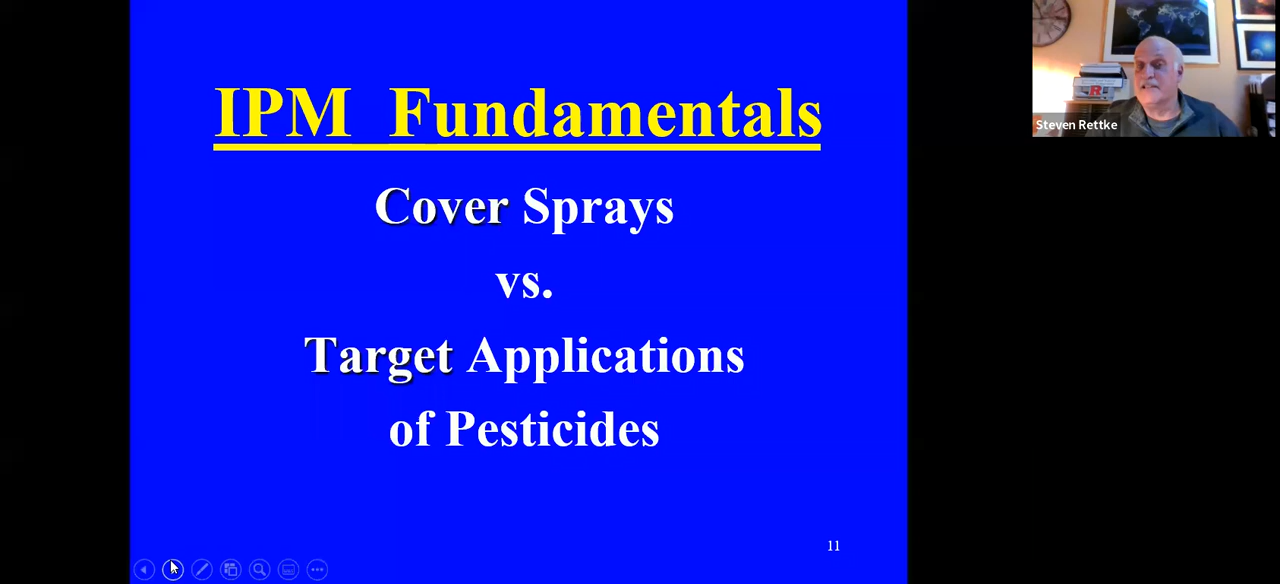 IPM Fundamentals
Cover Sprays
vs.
Target Applications
of Pesticides
11
Steven Rettke
R